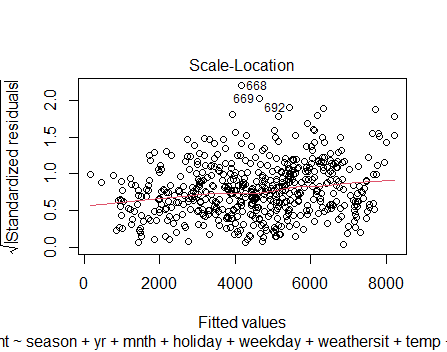 Scale-Location
√|Standardized residuals|
2.0
1.5
1.0
0.5
0.0
668
669
692
0 2000 4000 6000 8000
Fitted values
nt ~ season + yr + mnth + holiday + weekday + weathersit + temp +